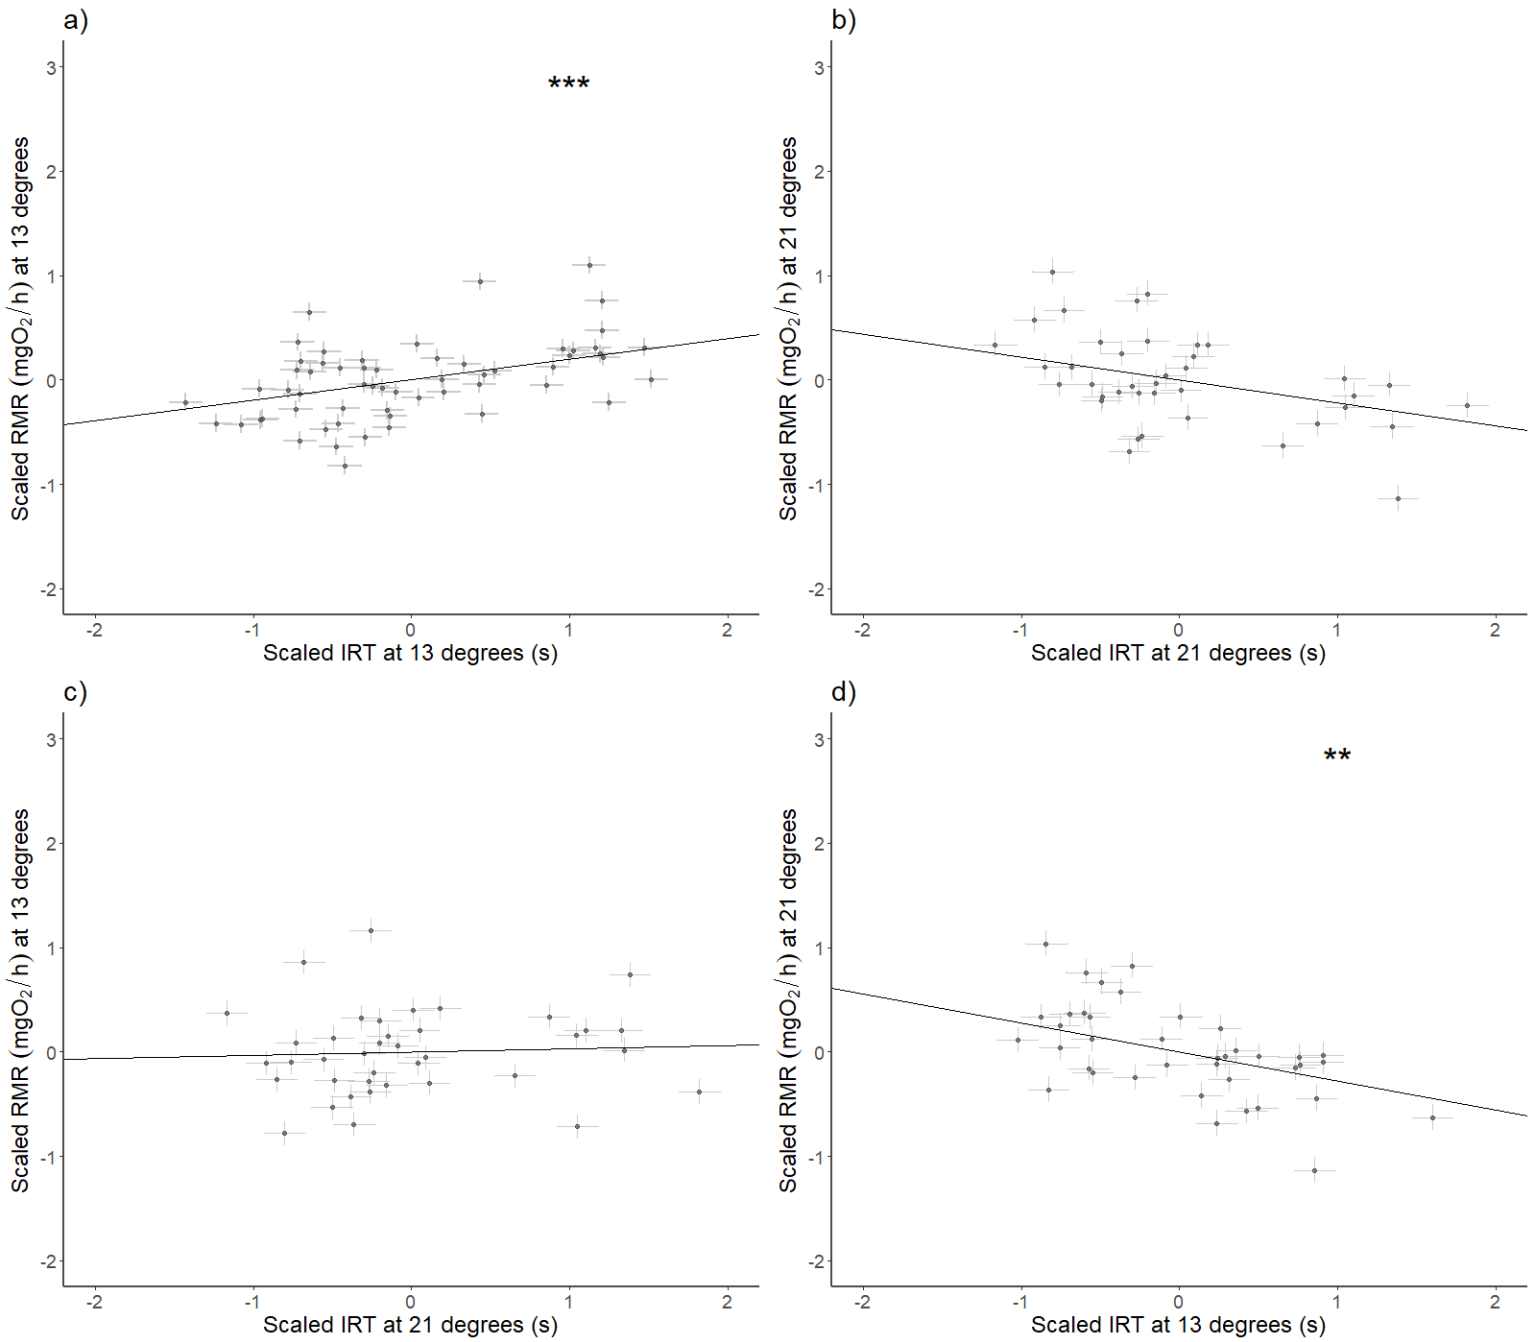 a)
***
3
2
1
0
-1
-2
-2 -1 0 1 2
Scaled IRT at 13 degrees (s)
Scaled RMR (mgO₂/h) at 13 degrees
b)
3
2
1
0
-1
-2
-2 -1 0 1 2
Scaled IRT at 21 degrees (s)
Scaled RMR (mgO₂/h) at 21 degrees
c)
3
2
1
0
-1
-2
-2 -1 0 1 2
Scaled IRT at 21 degrees (s)
Scaled RMR (mgO₂/h) at 13 degrees
d)
**
3
2
1
0
-1
-2
-2 -1 0 1 2
Scaled IRT at 13 degrees (s)
Scaled RMR (mgO₂/h) at 21 degrees